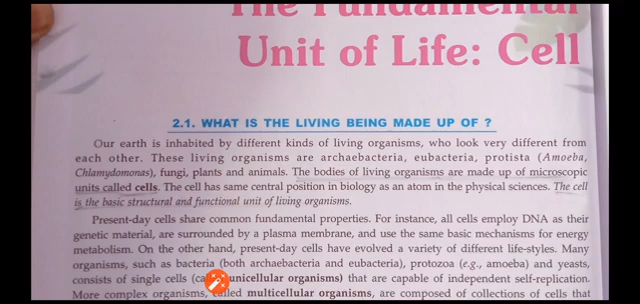 The Fundamental
Unit of Life: Cell
2.1. WHAT IS THE LIVING BEING MADE UP OF ?
Our earth is inhabited by different kinds of living organisms, who look very different from
each other. These living organisms are archaebacteria, eubacteria, protista (Amoeba,
Chlamydomonas), fungi, plants and animals. The bodies of living organisms are made up of microscopic
units called cells. The cell has same central position in biology as an atom in the physical sciences. The cell
is the basic structural and functional unit of living organisms.
Present-day cells share common fundamental properties. For instance, all cells employ DNA as their
genetic material, are surrounded by a plasma membrane, and use the same basic mechanisms for energy
metabolism. On the other hand, present-day cells have evolved a variety of different life-styles. Many
organisms, such as bacteria (both archaebacteria and eubacteria), protozoa (e.g., amoeba) and yeasts,
consists of single cells (ca unicellular organisms) that are capable of independent self-replication.
More complex organisms, called multicellular organisms, are composed of collections of cells that